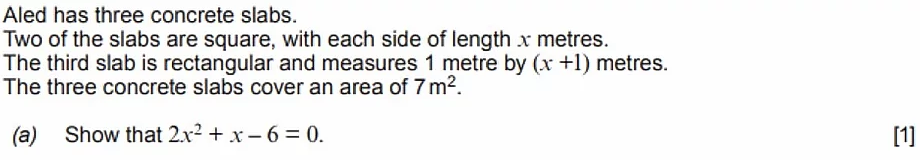 Aled has three concrete slabs.
Two of the slabs are square, with each side of length x metres.
The third slab is rectangular and measures 1 metre by (x +1) metres.
The three concrete slabs cover an area of 7 m².
(a) Show that 2x² + x – 6 = 0. [1]